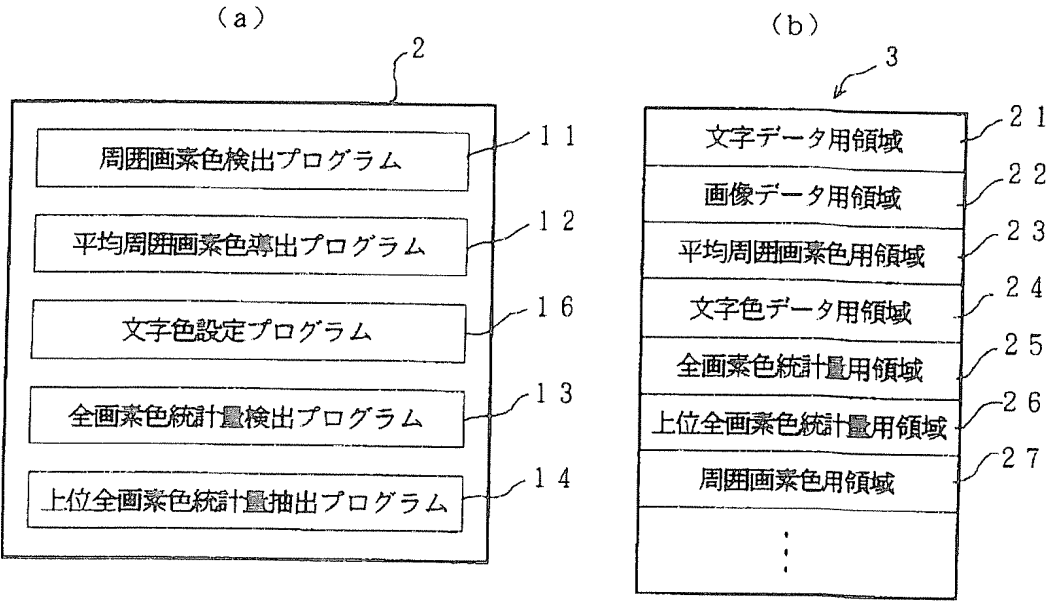 (a)
2
周囲画素色検出プログラム
11
平均周囲画素色導出プログラム
12
文字色設定プログラム
16
全画素色統計量検出プログラム
13
上位全画素色統計量抽出プログラム
14
(b)
3
文字データ用領域
21
画像データ用領域
22
平均周囲画素色用領域
23
文字色データ用領域
24
全画素色統計量用領域
25
上位全画素色統計量用領域
26
周囲画素色用領域
27